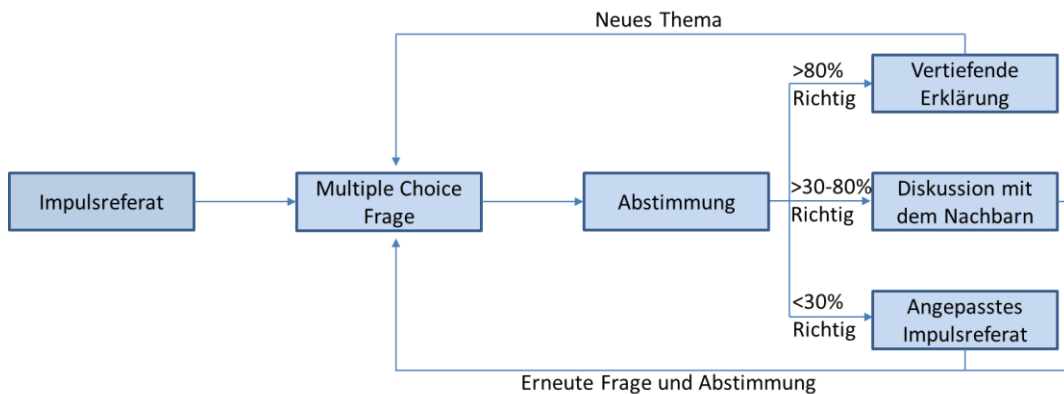 Neues Thema
>80%
Richtig
Vertiefende
Erklärung
Impulsreferat
Multiple Choice
Frage
Abstimmung
>30-80%
Richtig
Diskussion mit
dem Nachbarn
<30%
Richtig
Angepasstes
Impulsreferat
Erneute Frage und Abstimmung